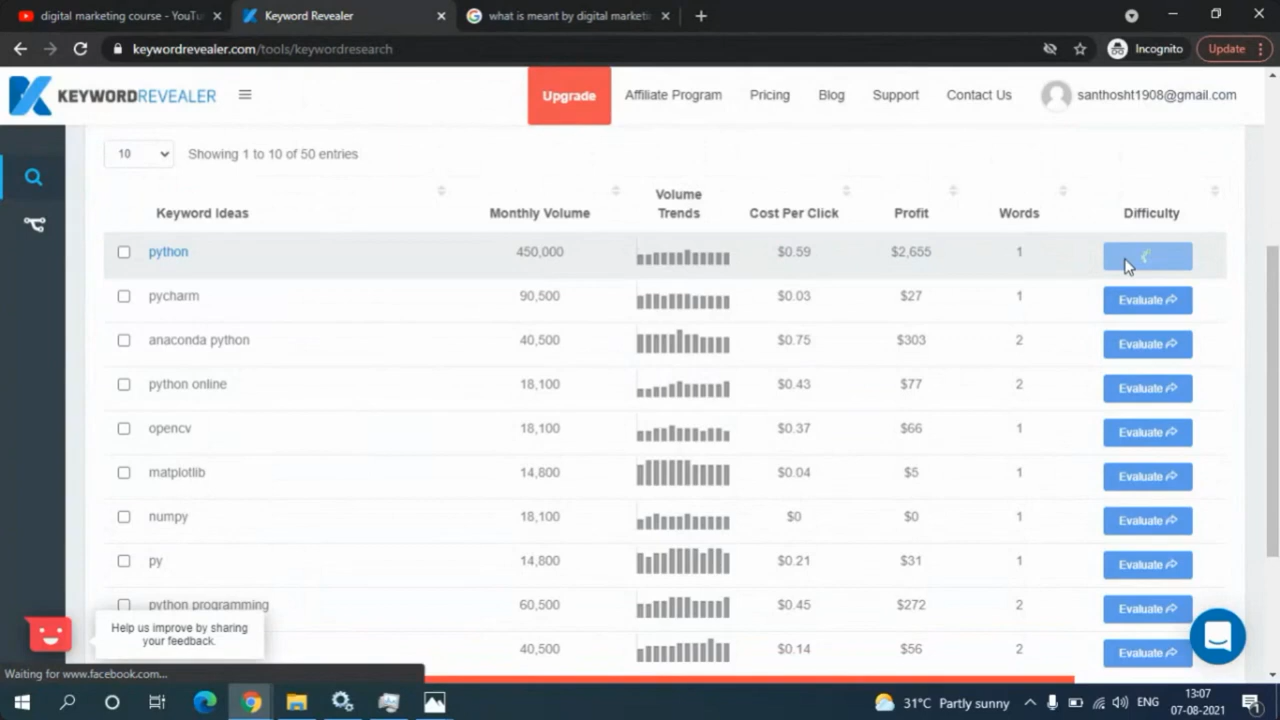 digital marketing course - YouTu
Keyword Revealer
what is meant by digital marketi
keywordrevealer.com/tools/keywordresearch
Incognito
Update
KEYWORDREVEALER
Upgrade
Affiliate Program
Pricing
Blog
Support
Contact Us
santhosht1908@gmail.com
10
Showing 1 to 10 of 50 entries
Keyword Ideas
Monthly Volume
Volume
Trends
Cost Per Click
Profit
Words
Difficulty
python 450,000 $0.59 $2,655 1
pycharm 90,500 $0.03 $27 1 Evaluate
anaconda python 40,500 $0.75 $303 2 Evaluate
python online 18,100 $0.43 $77 2 Evaluate
opencv 18,100 $0.37 $66 1 Evaluate
matplotlib 14,800 $0.04 $5 1 Evaluate
numpy 18,100 $0 $0 1 Evaluate
py 14,800 $0.21 $31 1 Evaluate
python programming 60,500 $0.45 $272 2 Evaluate
40,500 $0.14 $56 2 Evaluate
Help us improve by sharing
your feedback.
Waiting for www.facebook.com...
31°C Partly sunny
ENG
13:07
07-08-2021
1